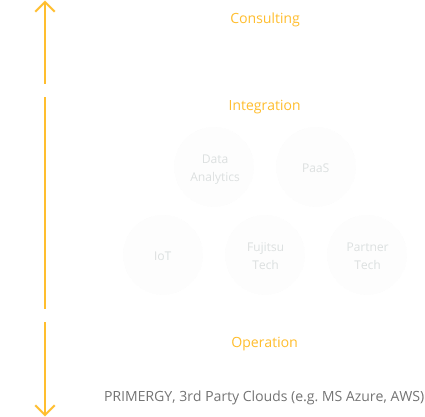 Consulting
Integration
Data
Analytics
PaaS
IoT
Fujitsu
Tech
Partner
Tech
Operation
PRIMERGY, 3rd Party Clouds (e.g. MS Azure, AWS)